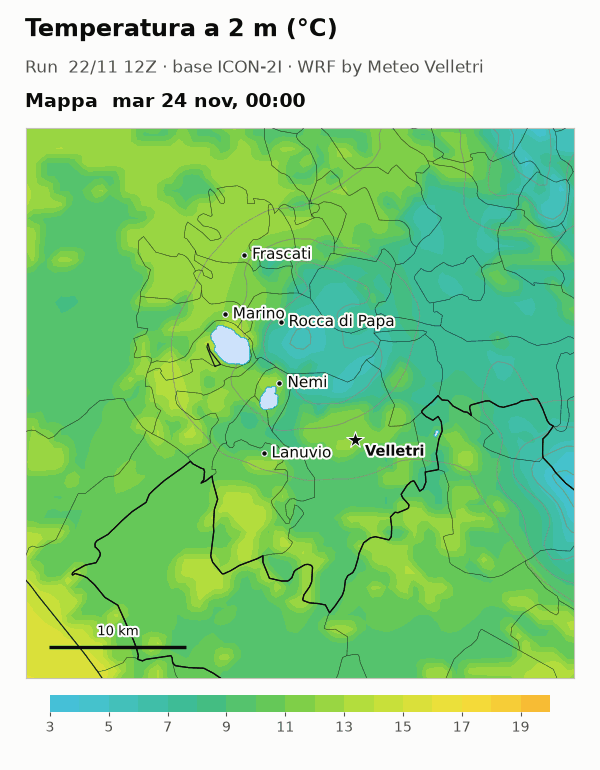 Temperatura a 2 m (°C)
Run  22/11 12Z · base ICON-2I · WRF by Meteo Velletri
Mappa  mar 24 nov, 00:00
Frascati
Marino
Rocca di Papa
Nemi
Velletri
Lanuvio
10 km
3 5 7 9 11 13 15 17 19